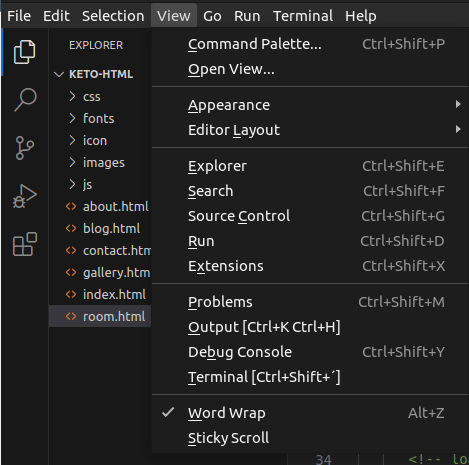 File Edit Selection View Go Run Terminal Help
EXPLORER
KETO-HTML
css
fonts
icon
images
js
about.html
blog.html
contact.htm
gallery.htm
index.html
room.html
Command Palette... Ctrl+Shift+P
Open View...
Appearance
Editor Layout
Explorer Ctrl+Shift+E
Search Ctrl+Shift+F
Source Control Ctrl+Shift+G
Run Ctrl+Shift+D
Extensions Ctrl+Shift+X
Problems Ctrl+Shift+M
Output [Ctrl+K Ctrl+H]
Debug Console Ctrl+Shift+Y
Terminal [Ctrl+Shift+´]
Word Wrap Alt+Z
Sticky Scroll
34 <!-- loa